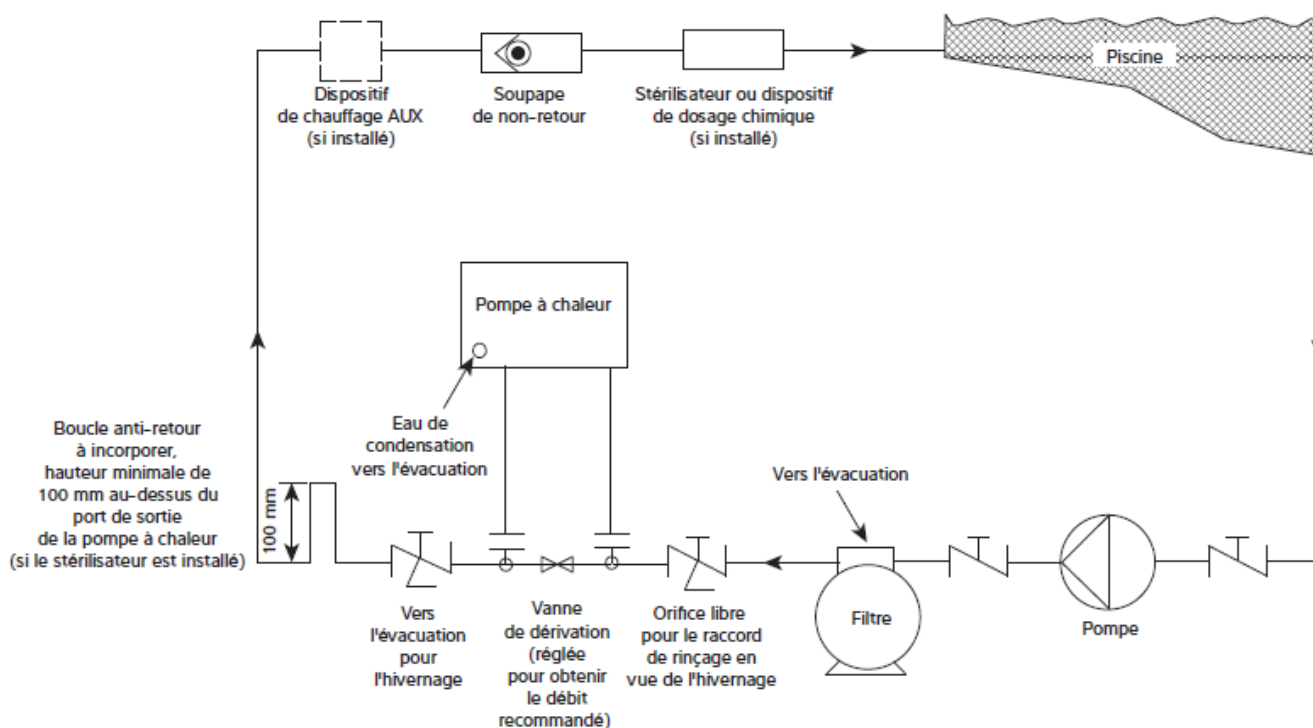 Dispositif
de chauffage AUX
(si installé)
Soupape
de non-retour
Stérilisateur ou dispositif
de dosage chimique
(si installé)
Piscine
Pompe à chaleur
Eau de
condensation
vers l'évacuation
Boucle anti-retour
à incorporer,
hauteur minimale de
100 mm au-dessus du
port de sortie
de la pompe à chaleur
(si le stérilisateur est installé)
100 mm
Vers l'évacuation
Vers
l'évacuation
pour
l'hivernage
Vanne
de dérivation
(réglée
pour obtenir
le débit
recommandé)
Orifice libre
pour le raccord
de rinçage en
vue de l'hivernage
Filtre
Pompe